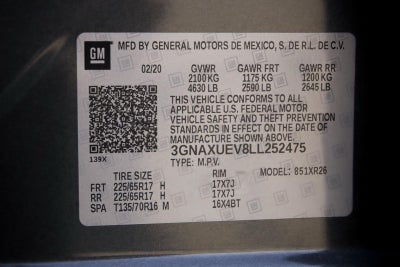 GM MFD BY GENERAL MOTORS DE MEXICO, S. DE R.L. DE C.V.
02/20 GVWR GAWR FRT GAWR RR
2100 KG 1175 KG 1200 KG
4630 LB 2590 LB 2645 LB
THIS VEHICLE CONFORMS TO ALL
APPLICABLE U.S. FEDERAL MOTOR
VEHICLE SAFETY AND THEFT PREVENTION
STANDARDS IN EFFECT ON THE DATE OF
MANUFACTURE SHOWN ABOVE.
139X 3GNAXUEV8LL252475
TYPE: M.P.V. MODEL: 851XR26
TIRE SIZE RIM
FRT 225/65R17 H 17X7J
RR 225/65R17 H 17X7J
SPA T135/70R16 M 16X4BT